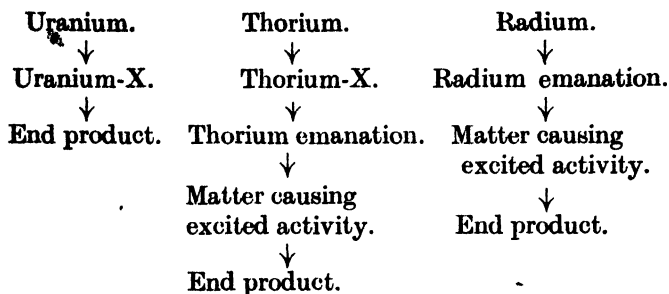 Uranium.
↓
Uranium-X.
↓
End product.
Thorium.
↓
Thorium-X.
↓
Thorium emanation.
↓
Matter causing
excited activity.
↓
End product.
Radium.
↓
Radium emanation.
↓
Matter causing
excited activity.
↓
End product.